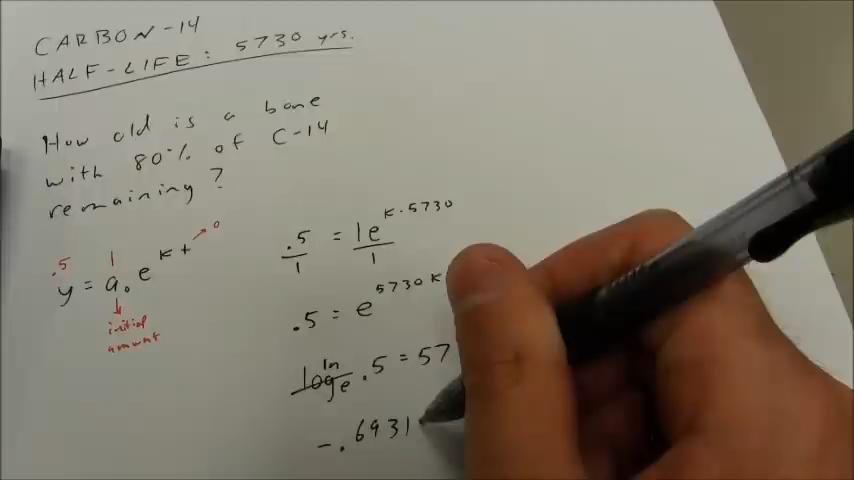 CARBON-14
HALF-LIFE: 5730 yrs.
How old is a bone
with 80% of C-14
remaining?
.5 1 0
y = a₀e^kt
initial
amount
.5/1 = 1e^k·5730/1
.5 = e^5730k
ln
logₑ .5 = 57
-.6931